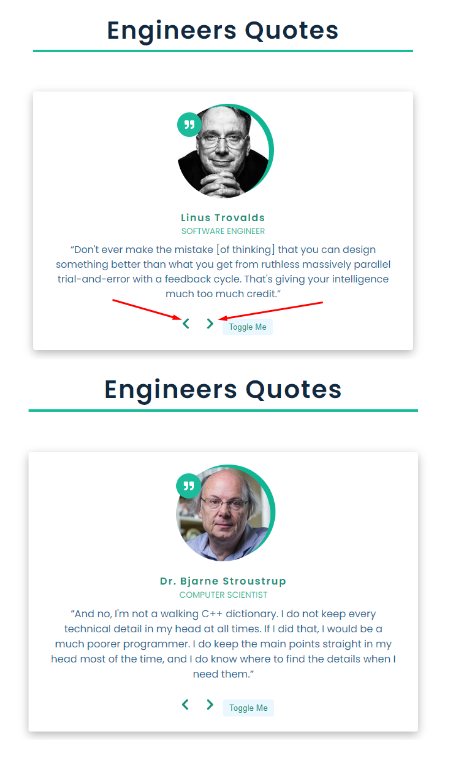 Engineers Quotes
Linus Trovalds
SOFTWARE ENGINEER
“Don't ever make the mistake [of thinking] that you can design
something better than what you get from ruthless massively parallel
trial-and-error with a feedback cycle. That's giving your intelligence
much too much credit.”
Toggle Me
Engineers Quotes
Dr. Bjarne Stroustrup
COMPUTER SCIENTIST
“And no, I'm not a walking C++ dictionary. I do not keep every
technical detail in my head at all times. If I did that, I would be a
much poorer programmer. I do keep the main points straight in my
head most of the time, and I do know where to find the details when I
need them.”
Toggle Me